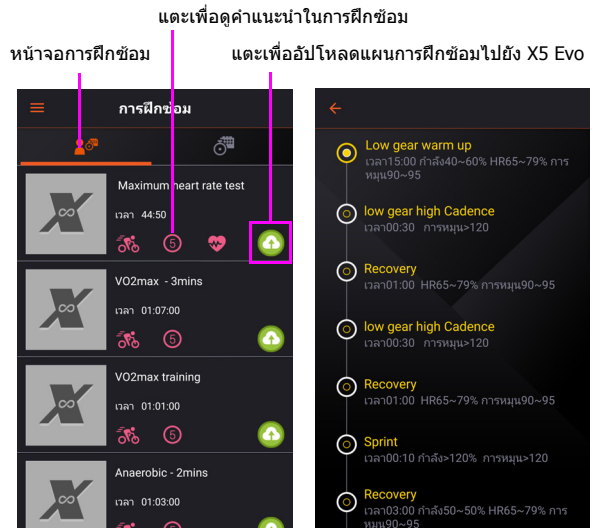 แตะเพื่อดูคำแนะนำในการฝึกซ้อม
หน้าจอการฝึกซ้อม
แตะเพื่ออัปโหลดแผนการฝึกซ้อมไปยัง X5 Evo
การฝึกซ้อม
Maximum heart rate test
เวลา 44:50
5
VO2max - 3mins
เวลา 01:07:00
5
VO2max training
เวลา 01:01:00
5
Anaerobic - 2mins
เวลา 01:03:00
Low gear warm up
เวลา15:00 กำลัง40~60% HR65~79% การ
หมุน90~95
low gear high Cadence
เวลา00:30 การหมุน>120
Recovery
เวลา01:00 HR65~79% การหมุน90~95
low gear high Cadence
เวลา00:30 การหมุน>120
Recovery
เวลา01:00 HR65~79% การหมุน90~95
Sprint
เวลา00:10 กำลัง>120% การหมุน>120
Recovery
เวลา03:00 กำลัง50~50% HR65~79% การ
หมุน90~95